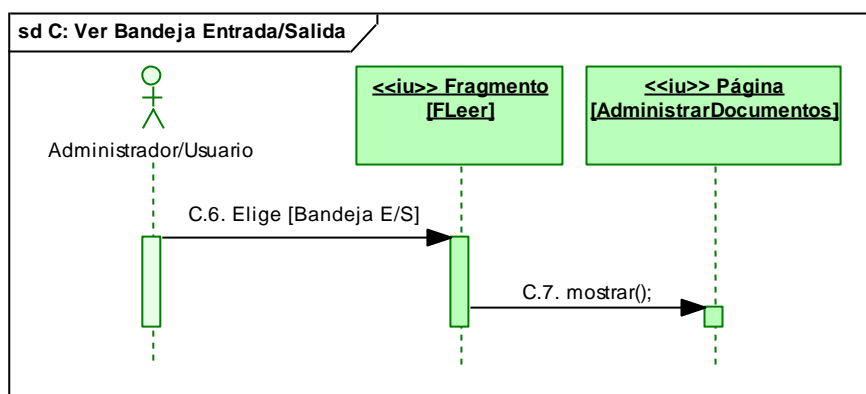 sd C: Ver Bandeja Entrada/Salida
Administrador/Usuario
<<iu>> Fragmento
[FLeer]
<<iu>> Página
[AdministrarDocumentos]
C.6. Elige [Bandeja E/S]
C.7. mostrar();